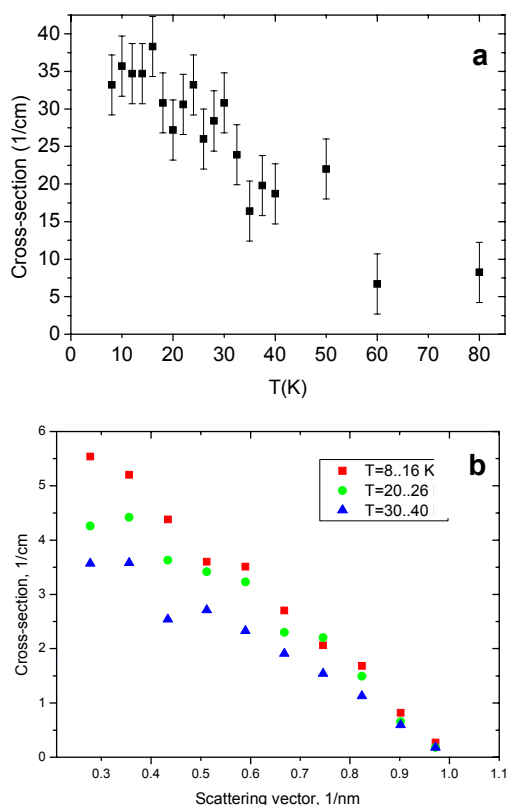 a
40
35
30
25
20
15
10
5
0
Cross-section (1/cm)
0 10 20 30 40 50 60 70 80
T(K)
b
6
5
4
3
2
1
0
Cross-section, 1/cm
T=8..16 K
T=20..26
T=30..40
0.3 0.4 0.5 0.6 0.7 0.8 0.9 1.0 1.1
Scattering vector, 1/nm